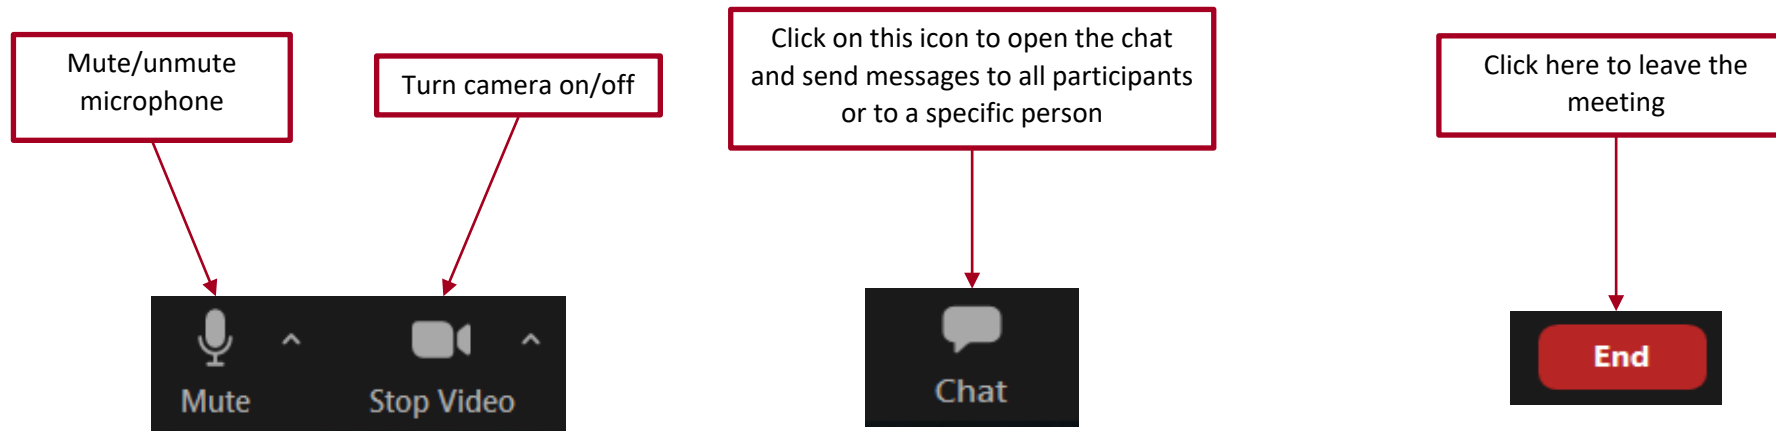 Mute/unmute
microphone
Turn camera on/off
Click on this icon to open the chat
and send messages to all participants
or to a specific person
Click here to leave the
meeting
Mute
Stop Video
Chat
End